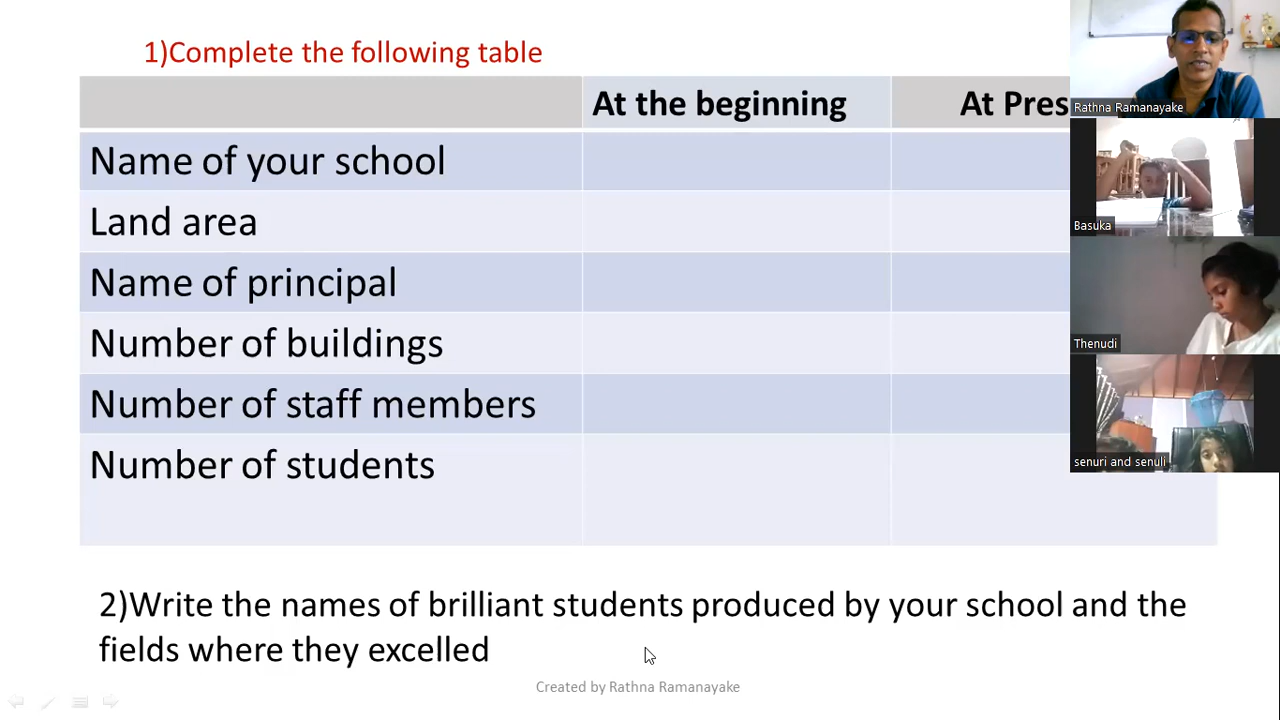 1)Complete the following table
At the beginning At Pres
Name of your school
Land area
Name of principal
Number of buildings
Number of staff members
Number of students
2)Write the names of brilliant students produced by your school and the
fields where they excelled
Created by Rathna Ramanayake
Rathna Ramanayake
Basuka
Thenudi
senuri and senuli